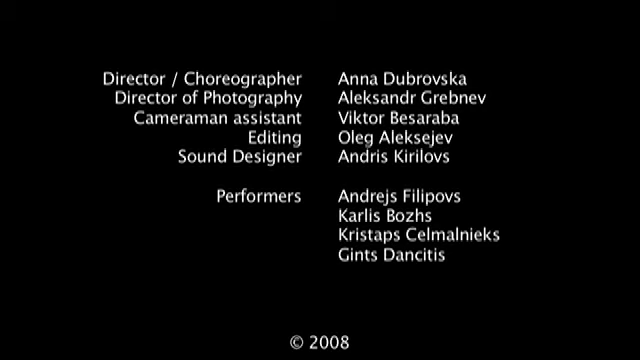 Director / Choreographer Anna Dubrovska
Director of Photography Aleksandr Grebnev
Cameraman assistant Viktor Besaraba
Editing Oleg Aleksejev
Sound Designer Andris Kirilovs
Performers Andrejs Filipovs
Karlis Bozhs
Kristaps Celmalnieks
Gints Dancitis
© 2008